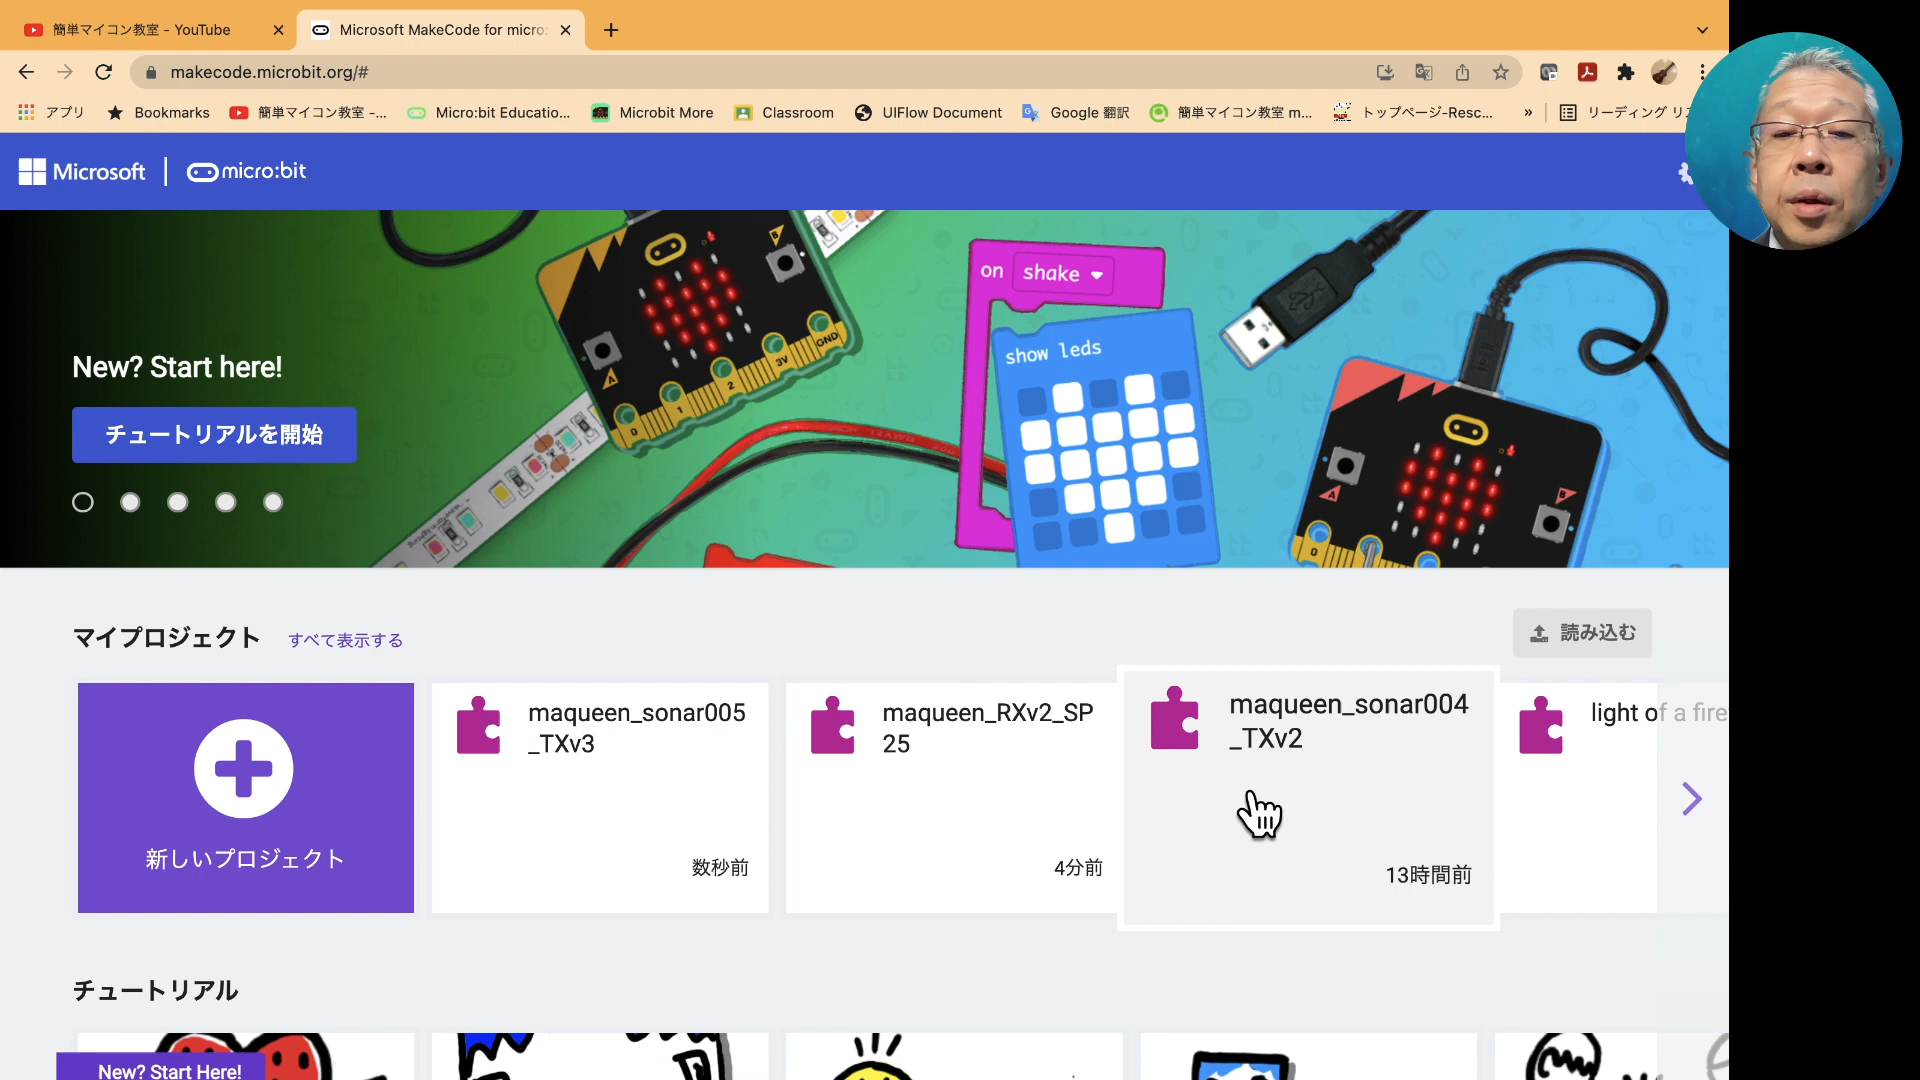 簡単マイコン教室 - YouTube
Microsoft MakeCode for micro:
makecode.microbit.org/#
アプリ
Bookmarks
簡単マイコン教室 -...
Micro:bit Educatio...
Microbit More
Classroom
UIFlow Document
Google 翻訳
簡単マイコン教室 m...
トップページ-Resc...
»
リーディング リス
Microsoft
micro:bit
on shake
show leds
A
B
0
1
2
3V
GND
A
B
0
New? Start here!
チュートリアルを開始
マイプロジェクト
すべて表示する
読み込む
新しいプロジェクト
maqueen_sonar005
_TXv3
数秒前
maqueen_RXv2_SP
25
4分前
maqueen_sonar004
_TXv2
13時間前
light of a fire
チュートリアル
New? Start Here!